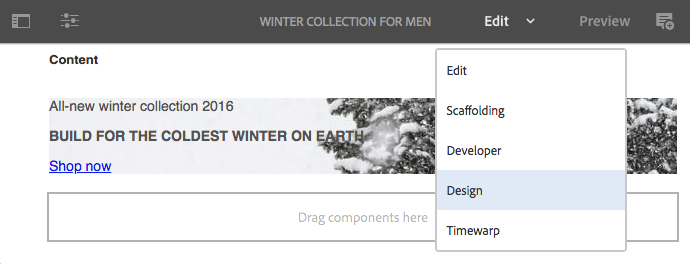 WINTER COLLECTION FOR MEN Edit Preview
Content
Edit
All-new winter collection 2016
Scaffolding
BUILD FOR THE COLDEST WINTER ON EARTH
Developer
Shop now
Design
Drag components here
Timewarp